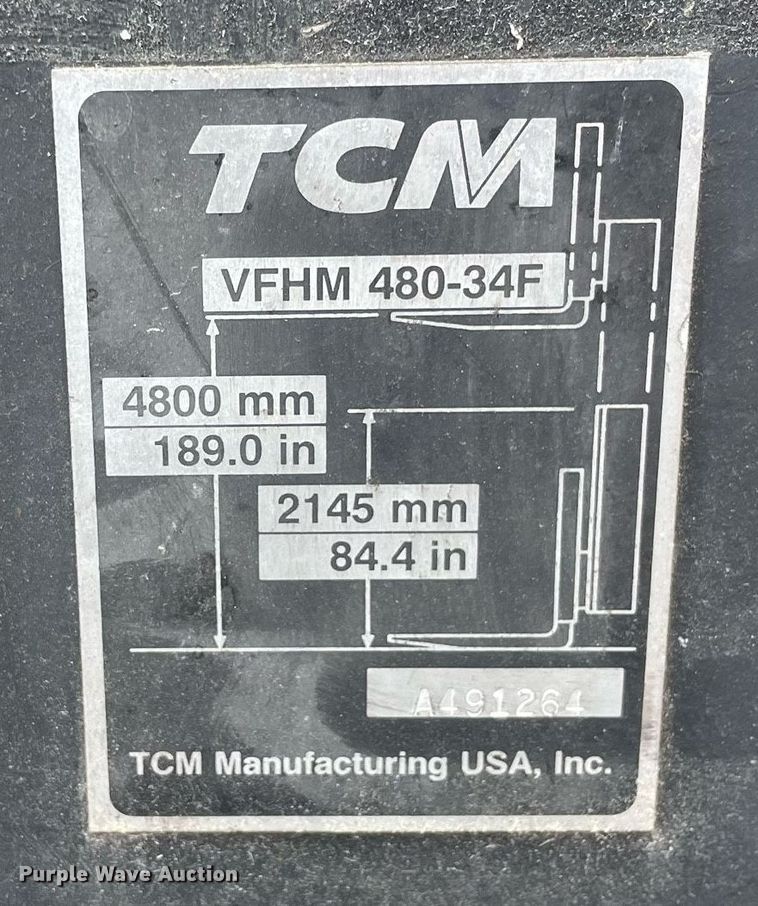 TCM
VFHM 480-34F
4800 mm
189.0 in
2145 mm
84.4 in
A491264
TCM Manufacturing USA, Inc.
Purple Wave Auction